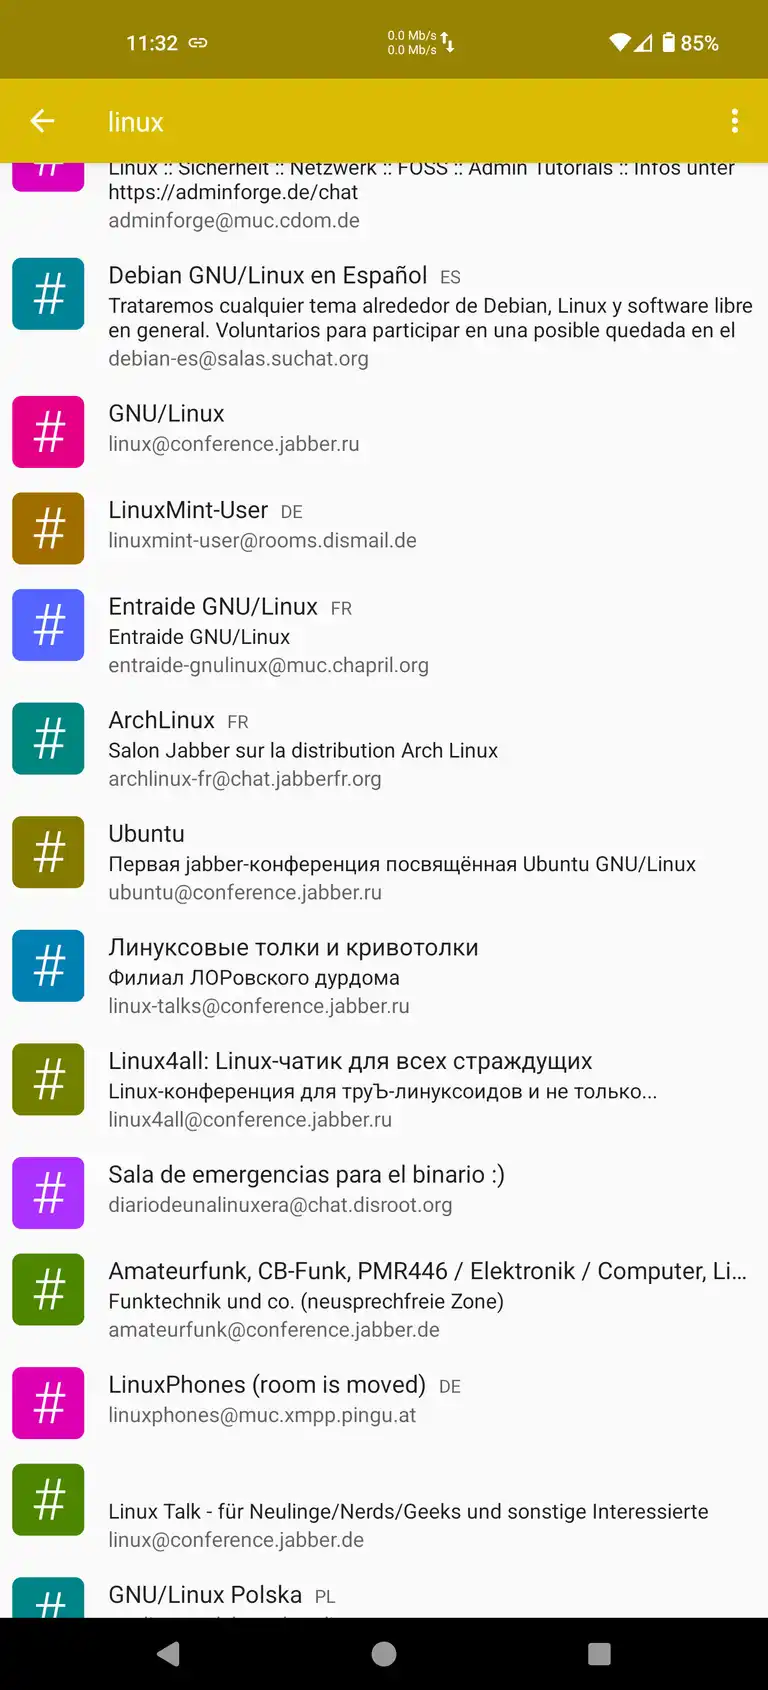 11:32
0.0 Mb/s
0.0 Mb/s
85%
linux
Linux :: Sicherheit :: Netzwerk :: FOSS :: Admin Tutorials :: Infos unter
https://adminforge.de/chat
adminforge@muc.cdom.de
# Debian GNU/Linux en Español ES
Trataremos cualquier tema alrededor de Debian, Linux y software libre
en general. Voluntarios para participar en una posible quedada en el
debian-es@salas.suchat.org
# GNU/Linux
linux@conference.jabber.ru
# LinuxMint-User DE
linuxmint-user@rooms.dismail.de
# Entraide GNU/Linux FR
Entraide GNU/Linux
entraide-gnulinux@muc.chapril.org
# ArchLinux FR
Salon Jabber sur la distribution Arch Linux
archlinux-fr@chat.jabberfr.org
# Ubuntu
Первая jabber-конференция посвящённая Ubuntu GNU/Linux
ubuntu@conference.jabber.ru
# Линуксовые толки и кривотолки
Филиал ЛОРовского дурдома
linux-talks@conference.jabber.ru
# Linux4all: Linux-чатик для всех страждущих
Linux-конференция для труЪ-линуксоидов и не только...
linux4all@conference.jabber.ru
# Sala de emergencias para el binario :)
diariodeunalinuxera@chat.disroot.org
# Amateurfunk, CB-Funk, PMR446 / Elektronik / Computer, Li...
Funktechnik und co. (neusprechfreie Zone)
amateurfunk@conference.jabber.de
# LinuxPhones (room is moved) DE
linuxphones@muc.xmpp.pingu.at
#
Linux Talk - für Neulinge/Nerds/Geeks und sonstige Interessierte
linux@conference.jabber.de
# GNU/Linux Polska PL